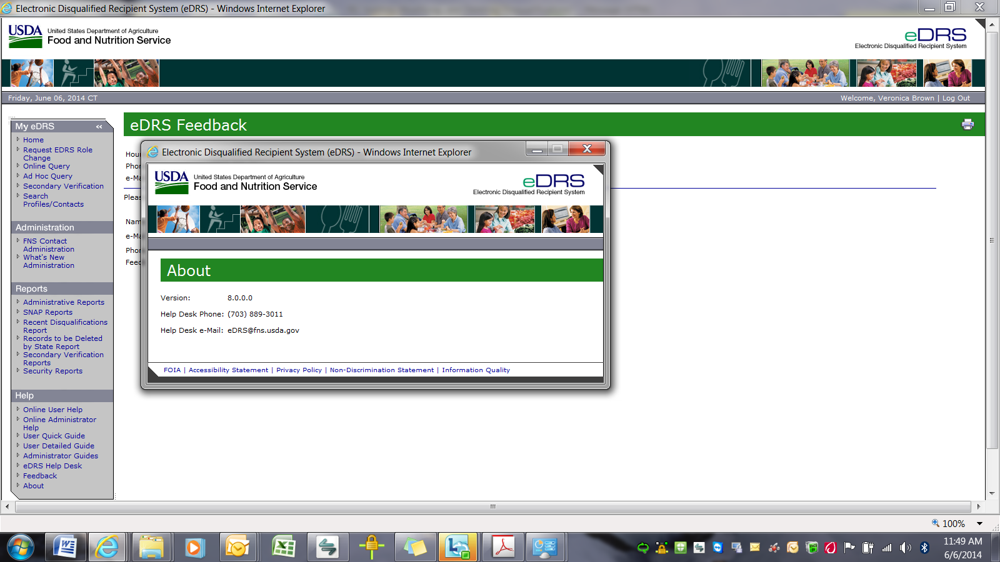 Electronic Disqualified Recipient System (eDRS) - Windows Internet Explorer
USDA
United States Department of Agriculture
Food and Nutrition Service
eDRS
Electronic Disqualified Recipient System
Friday, June 06, 2014 CT
Welcome, Veronica Brown | Log Out
My eDRS «
Home
Request EDRS Role
Change
Online Query
Ad Hoc Query
Secondary Verification
Search
Profiles/Contacts
Administration
FNS Contact
Administration
What's New
Administration
Reports
Administrative Reports
SNAP Reports
Recent Disqualifications
Report
Records to be Deleted
by State Report
Secondary Verification
Reports
Security Reports
Help
Online User Help
Online Administrator
Help
User Quick Guide
User Detailed Guide
Administrator Guides
eDRS Help Desk
Feedback
About
eDRS Feedback
Electronic Disqualified Recipient System (eDRS) - Windows Internet Explorer
USDA
United States Department of Agriculture
Food and Nutrition Service
eDRS
Electronic Disqualified Recipient System
About
Version: 8.0.0.0
Help Desk Phone: (703) 889-3011
Help Desk e-Mail: eDRS@fns.usda.gov
FOIA | Accessibility Statement | Privacy Policy | Non-Discrimination Statement | Information Quality
100%
11:49 AM
6/6/2014